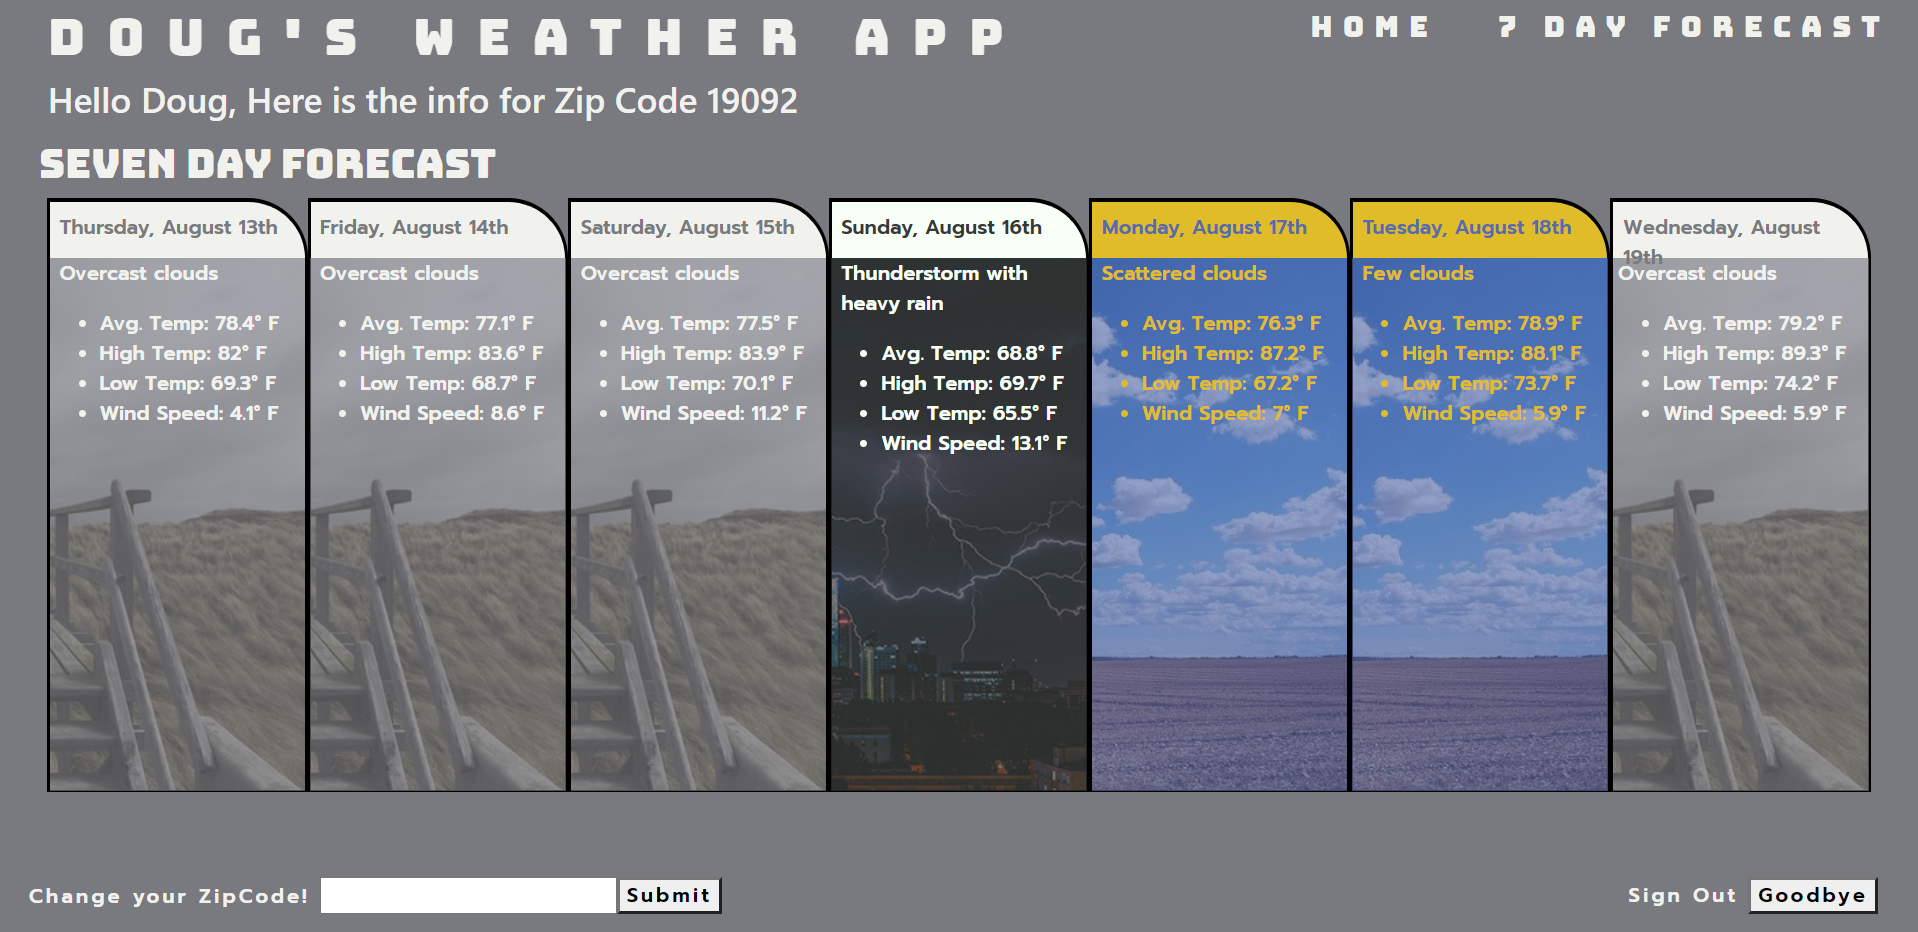 DOUG'S WEATHER APP
HOME 7 DAY FORECAST
Hello Doug, Here is the info for Zip Code 19092
SEVEN DAY FORECAST
Thursday, August 13th
Overcast clouds
Avg. Temp: 78.4° F
High Temp: 82° F
Low Temp: 69.3° F
Wind Speed: 4.1° F
Friday, August 14th
Overcast clouds
Avg. Temp: 77.1° F
High Temp: 83.6° F
Low Temp: 68.7° F
Wind Speed: 8.6° F
Saturday, August 15th
Overcast clouds
Avg. Temp: 77.5° F
High Temp: 83.9° F
Low Temp: 70.1° F
Wind Speed: 11.2° F
Sunday, August 16th
Thunderstorm with
heavy rain
Avg. Temp: 68.8° F
High Temp: 69.7° F
Low Temp: 65.5° F
Wind Speed: 13.1° F
Monday, August 17th
Scattered clouds
Avg. Temp: 76.3° F
High Temp: 87.2° F
Low Temp: 67.2° F
Wind Speed: 7° F
Tuesday, August 18th
Few clouds
Avg. Temp: 78.9° F
High Temp: 88.1° F
Low Temp: 73.7° F
Wind Speed: 5.9° F
Wednesday, August
19th
Overcast clouds
Avg. Temp: 79.2° F
High Temp: 89.3° F
Low Temp: 74.2° F
Wind Speed: 5.9° F
Change your ZipCode! Submit
Sign Out Goodbye